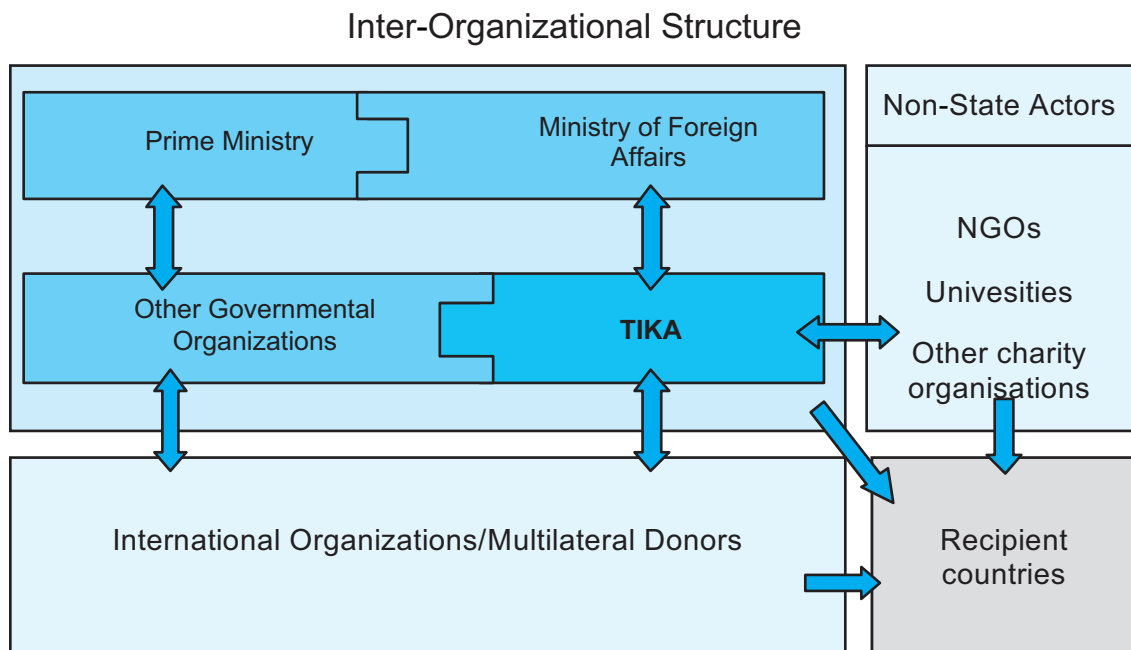 Inter-Organizational Structure
Prime Ministry
Ministry of Foreign
Affairs
Non-State Actors
NGOs
Univesities
Other charity
organisations
Other Governmental
Organizations
TIKA
International Organizations/Multilateral Donors
Recipient
countries